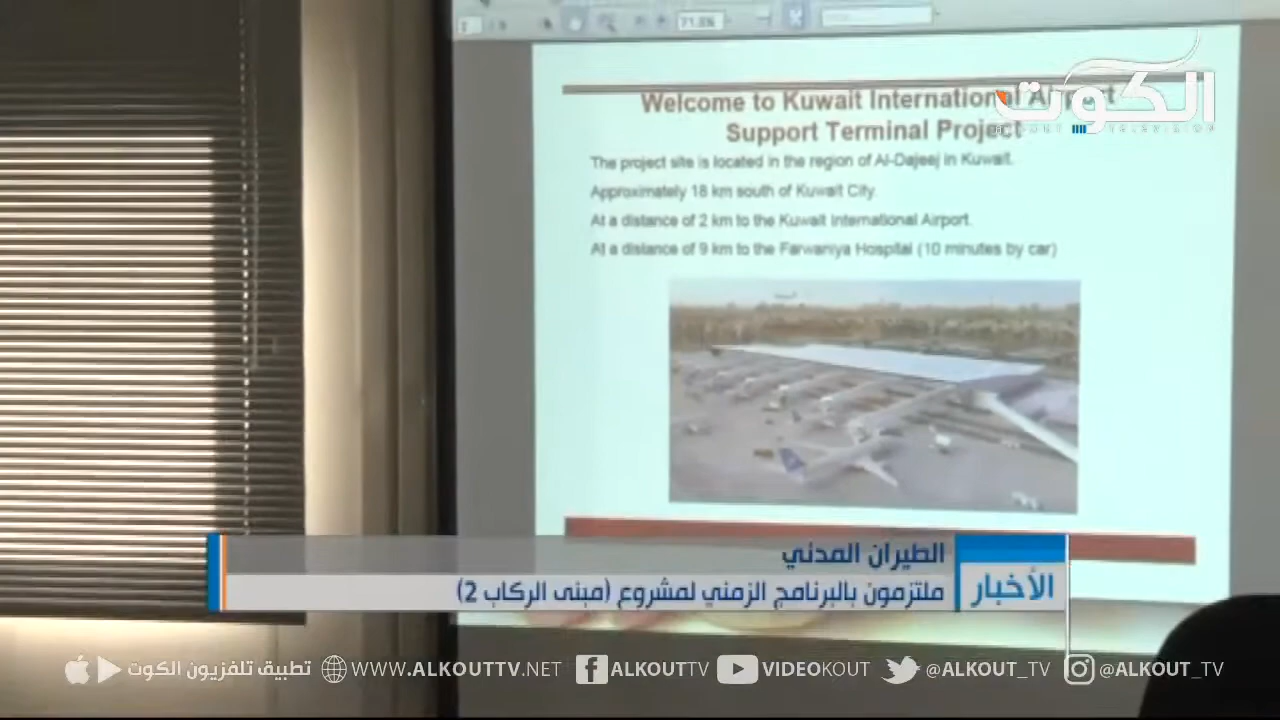 71.8%
الكوت
Welcome to Kuwait International Airport
Support Terminal Project
The project site is located in the region of Al-Dajeej in Kuwait.
Approximately 18 km south of Kuwait City.
At a distance of 2 km to the Kuwait International Airport.
At a distance of 9 km to the Farwaniya Hospital (10 minutes by car)
الأخبار
الطيران المدني
ملتزمون بالبرنامج الزمني لمشروع (مبنى الركاب 2)
تطبيق تلفزيون الكوت WWW.ALKOUTTV.NET ALKOUTTV VIDEOKOUT @ALKOUT_TV @ALKOUT_TV